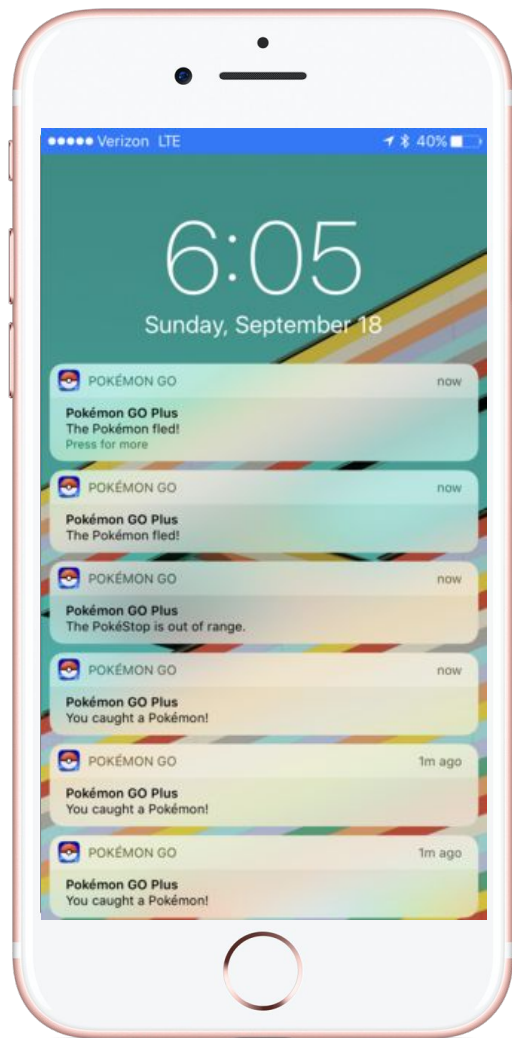 Verizon LTE 40%
6:05
Sunday, September 18
POKÉMON GO now
Pokémon GO Plus
The Pokémon fled!
Press for more
POKÉMON GO now
Pokémon GO Plus
The Pokémon fled!
POKÉMON GO now
Pokémon GO Plus
The PokéStop is out of range.
POKÉMON GO now
Pokémon GO Plus
You caught a Pokémon!
POKÉMON GO 1m ago
Pokémon GO Plus
You caught a Pokémon!
POKÉMON GO 1m ago
Pokémon GO Plus
You caught a Pokémon!